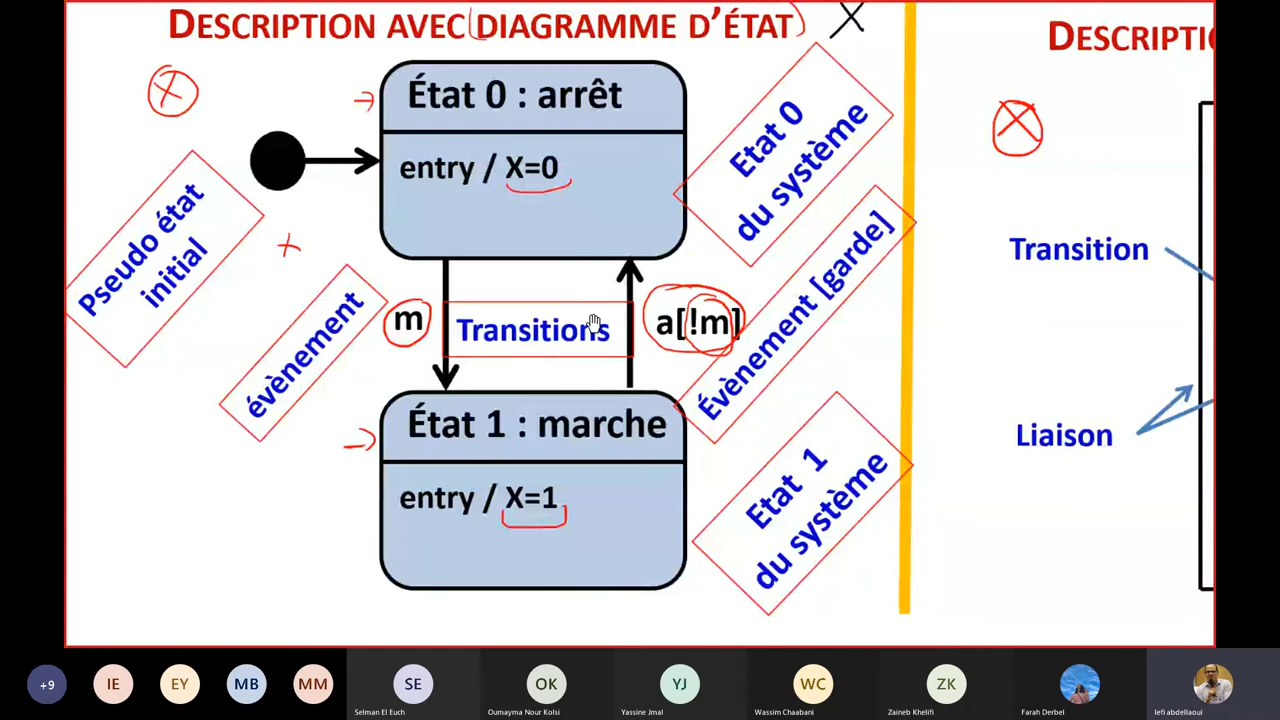 DESCRIPTION AVEC DIAGRAMME D'ÉTAT
X
DESCRIPTI
État 0 : arrêt
entry / X=0
Etat 0
du système
Pseudo état
initial
évènement
m
Transitions
a[!m]
Évènement [garde]
État 1 : marche
entry / X=1
Etat 1
du système
Transition
Liaison
+9
IE
EY
MB
MM
SE
Selman El Euch
OK
Oumayma Nour Kolsi
YJ
Yassine Jmal
WC
Wassim Chaabani
ZK
Zaineb Khelifi
Farah Derbel
lefi abdellaoui